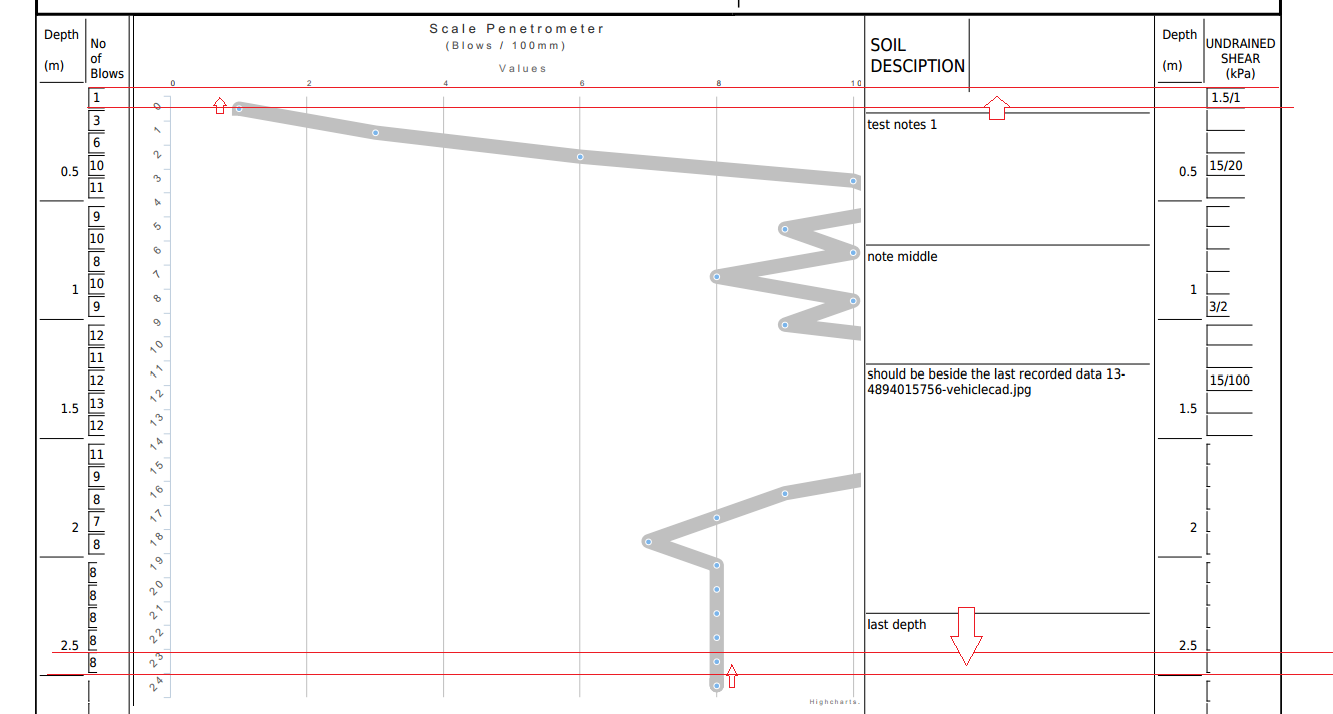 Depth
(m)
No
of
Blows
Scale Penetrometer
(Blows / 100mm)
Values
0 2 4 6 8 10
SOIL
DESCIPTION
Depth
(m)
UNDRAINED
SHEAR
(kPa)
1
3
6
10
11
0.5
9
10
8
10
9
1
12
11
12
13
12
1.5
11
9
8
7
8
2
8
8
8
8
8
2.5
0
1
2
3
4
5
6
7
8
9
10
11
12
13
14
15
16
17
18
19
20
21
22
23
24
Highcharts.
test notes 1
note middle
should be beside the last recorded data 13-
4894015756-vehiclecad.jpg
last depth
0.5
1
1.5
2
2.5
1.5/1
15/20
3/2
15/100